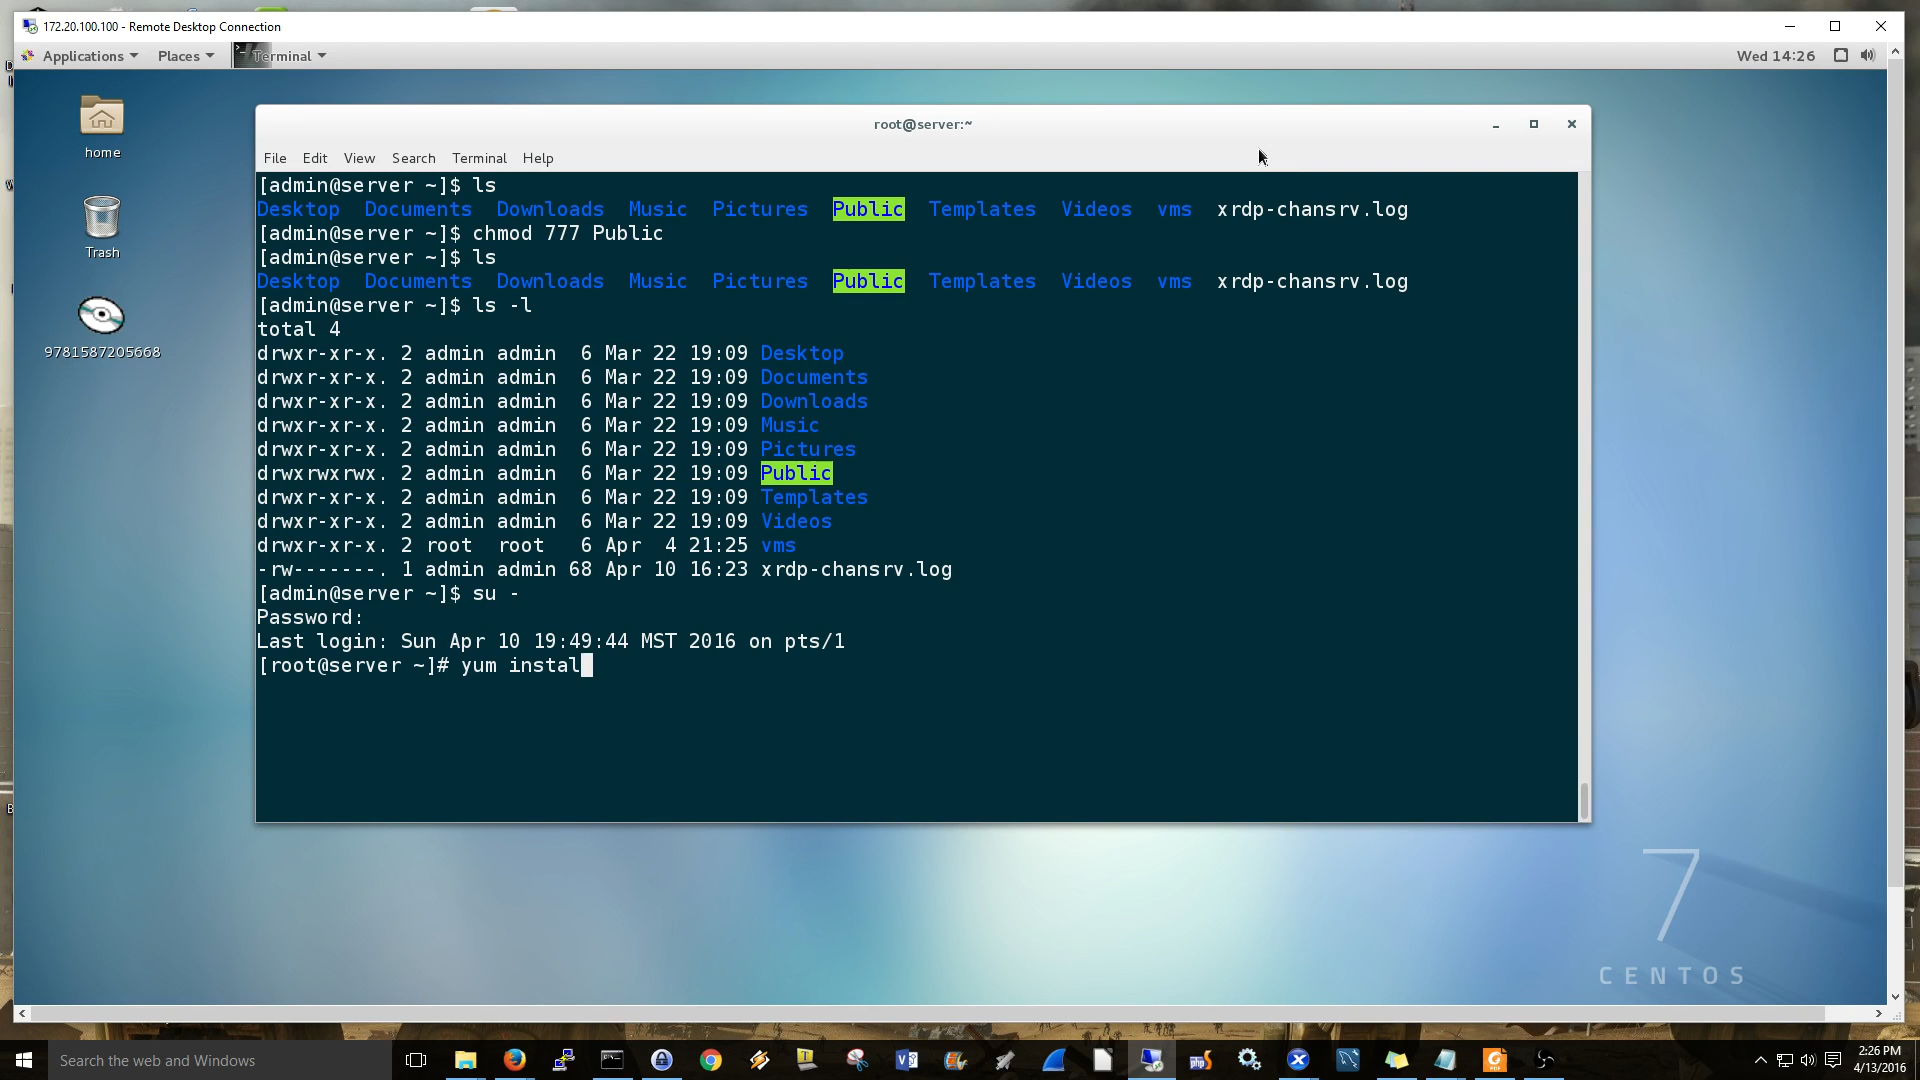 172.20.100.100 - Remote Desktop Connection
Applications Places Terminal Wed 14:26
home
Trash
9781587205668
root@server:~
File Edit View Search Terminal Help
[admin@server ~]$ ls
Desktop Documents Downloads Music Pictures Public Templates Videos vms xrdp-chansrv.log
[admin@server ~]$ chmod 777 Public
[admin@server ~]$ ls
Desktop Documents Downloads Music Pictures Public Templates Videos vms xrdp-chansrv.log
[admin@server ~]$ ls -l
total 4
drwxr-xr-x. 2 admin admin 6 Mar 22 19:09 Desktop
drwxr-xr-x. 2 admin admin 6 Mar 22 19:09 Documents
drwxr-xr-x. 2 admin admin 6 Mar 22 19:09 Downloads
drwxr-xr-x. 2 admin admin 6 Mar 22 19:09 Music
drwxr-xr-x. 2 admin admin 6 Mar 22 19:09 Pictures
drwxrwxrwx. 2 admin admin 6 Mar 22 19:09 Public
drwxr-xr-x. 2 admin admin 6 Mar 22 19:09 Templates
drwxr-xr-x. 2 admin admin 6 Mar 22 19:09 Videos
drwxr-xr-x. 2 root root 6 Apr 4 21:25 vms
-rw-------. 1 admin admin 68 Apr 10 16:23 xrdp-chansrv.log
[admin@server ~]$ su -
Password:
Last login: Sun Apr 10 19:49:44 MST 2016 on pts/1
[root@server ~]# yum instal
7
CENTOS
Search the web and Windows
2:26 PM
4/13/2016